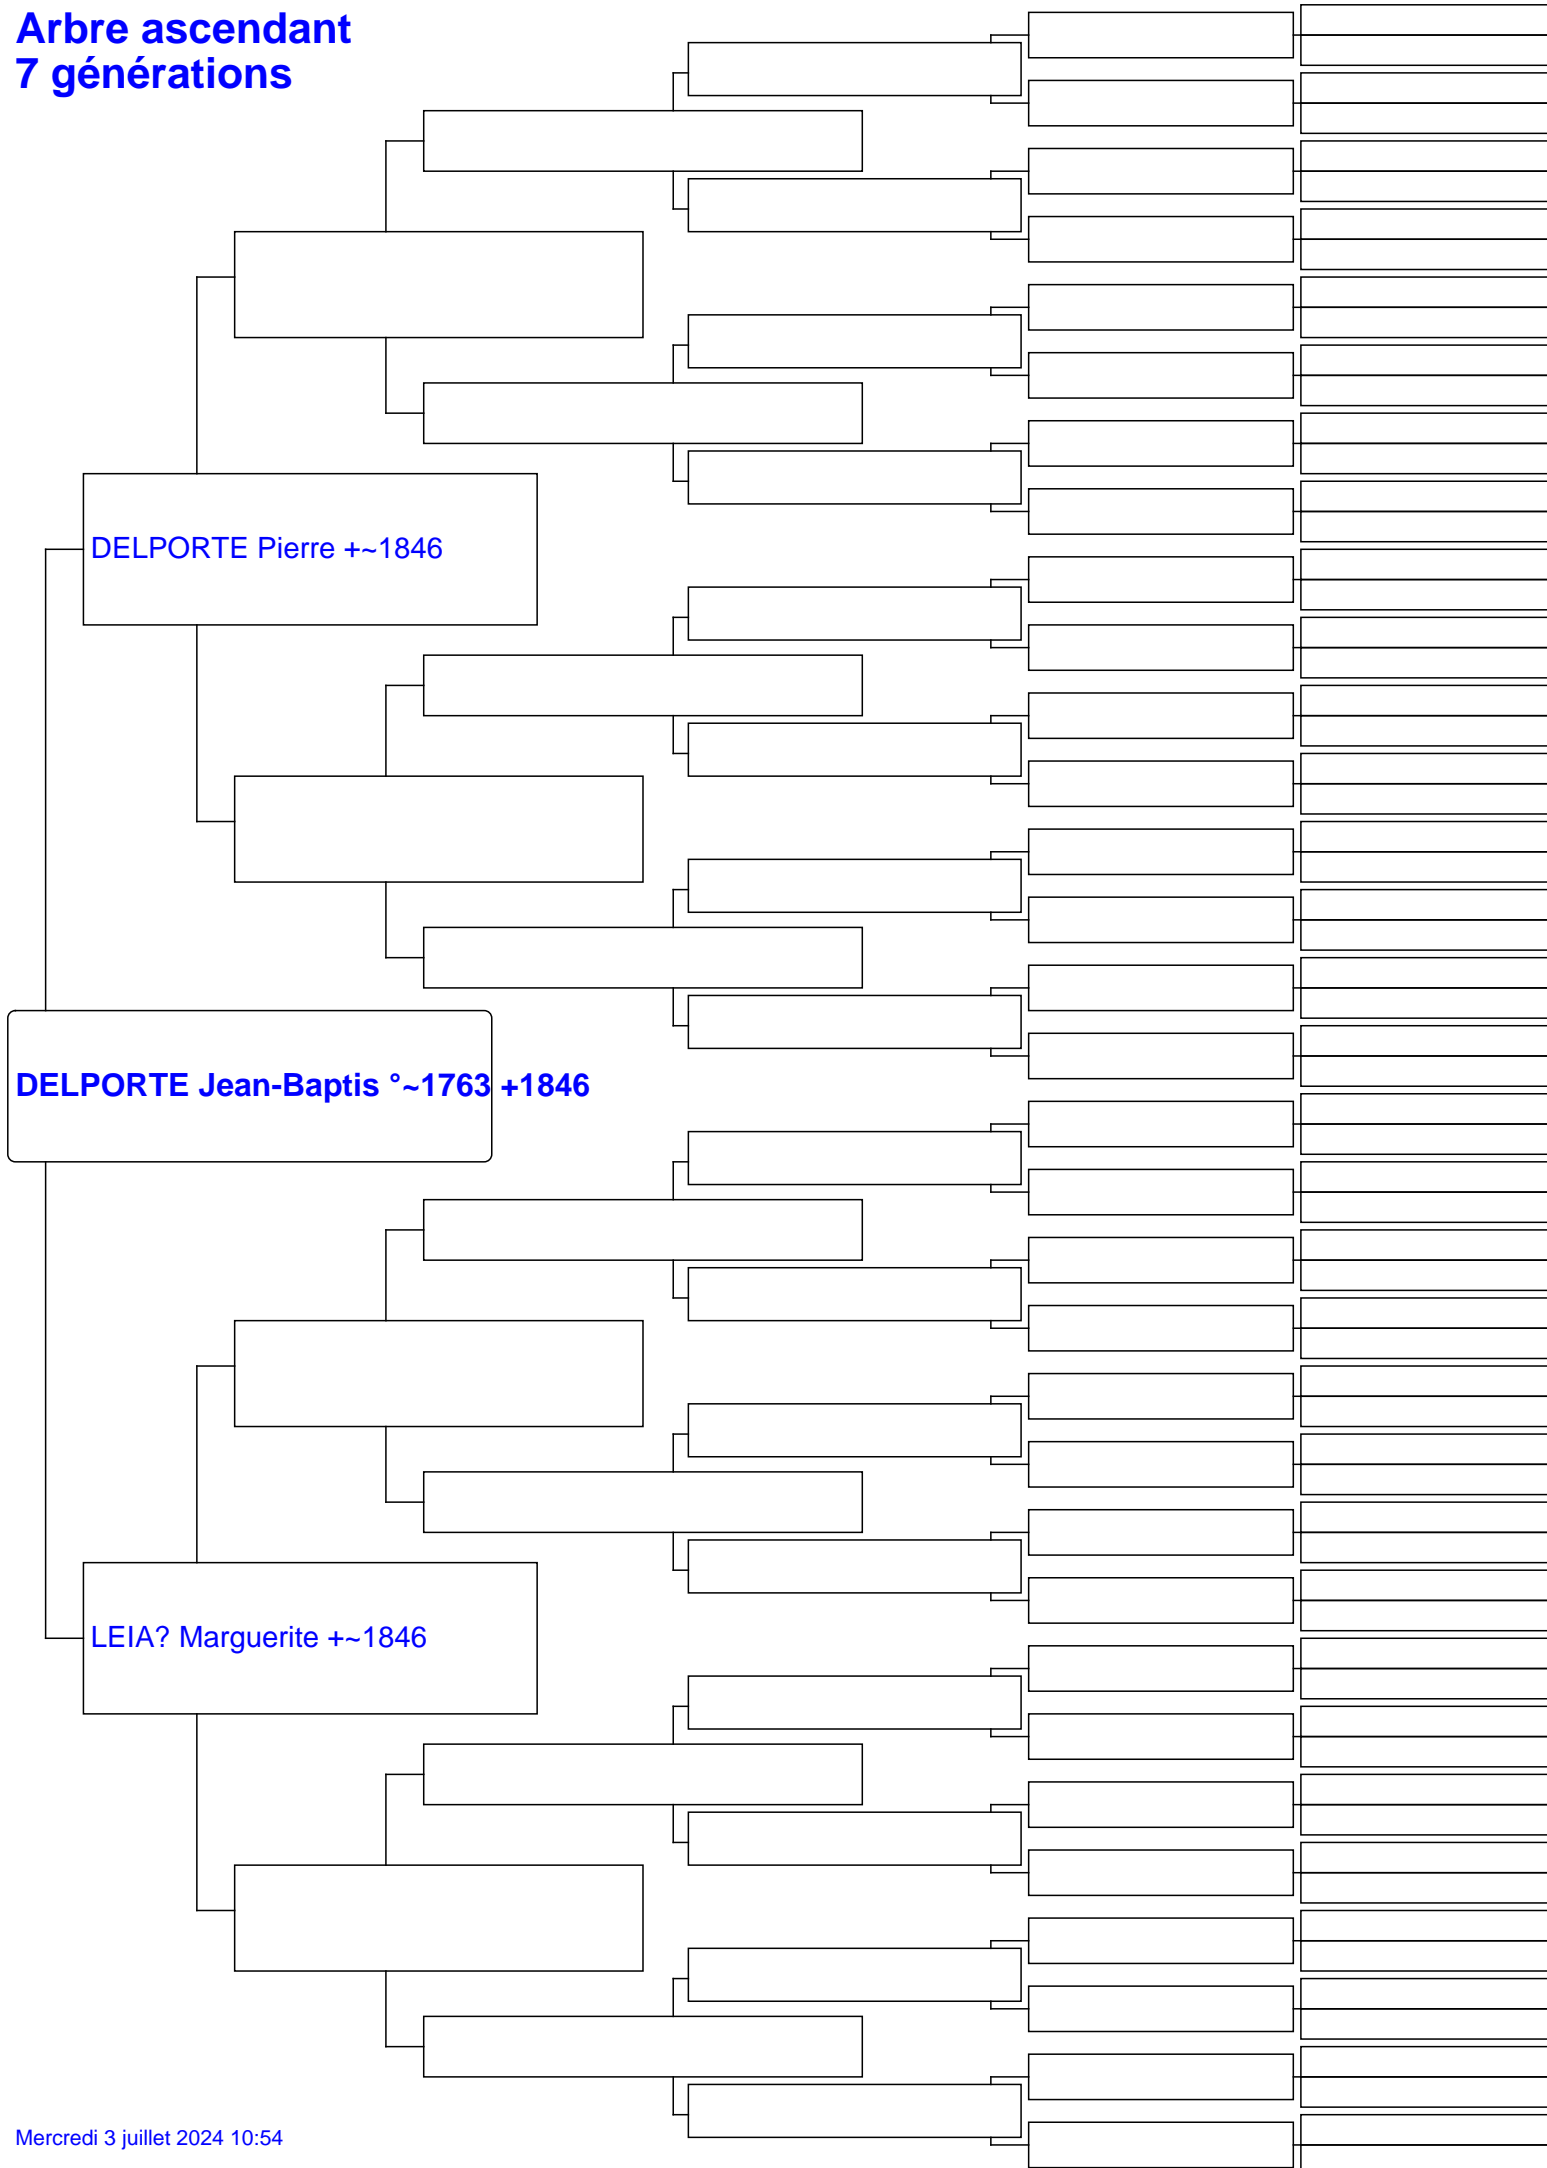 Arbre ascendant
7 générations
DELPORTE Pierre +~1846
DELPORTE Jean-Baptis °~1763 +1846
LEIA? Marguerite +~1846
Mercredi 3 juillet 2024 10:54